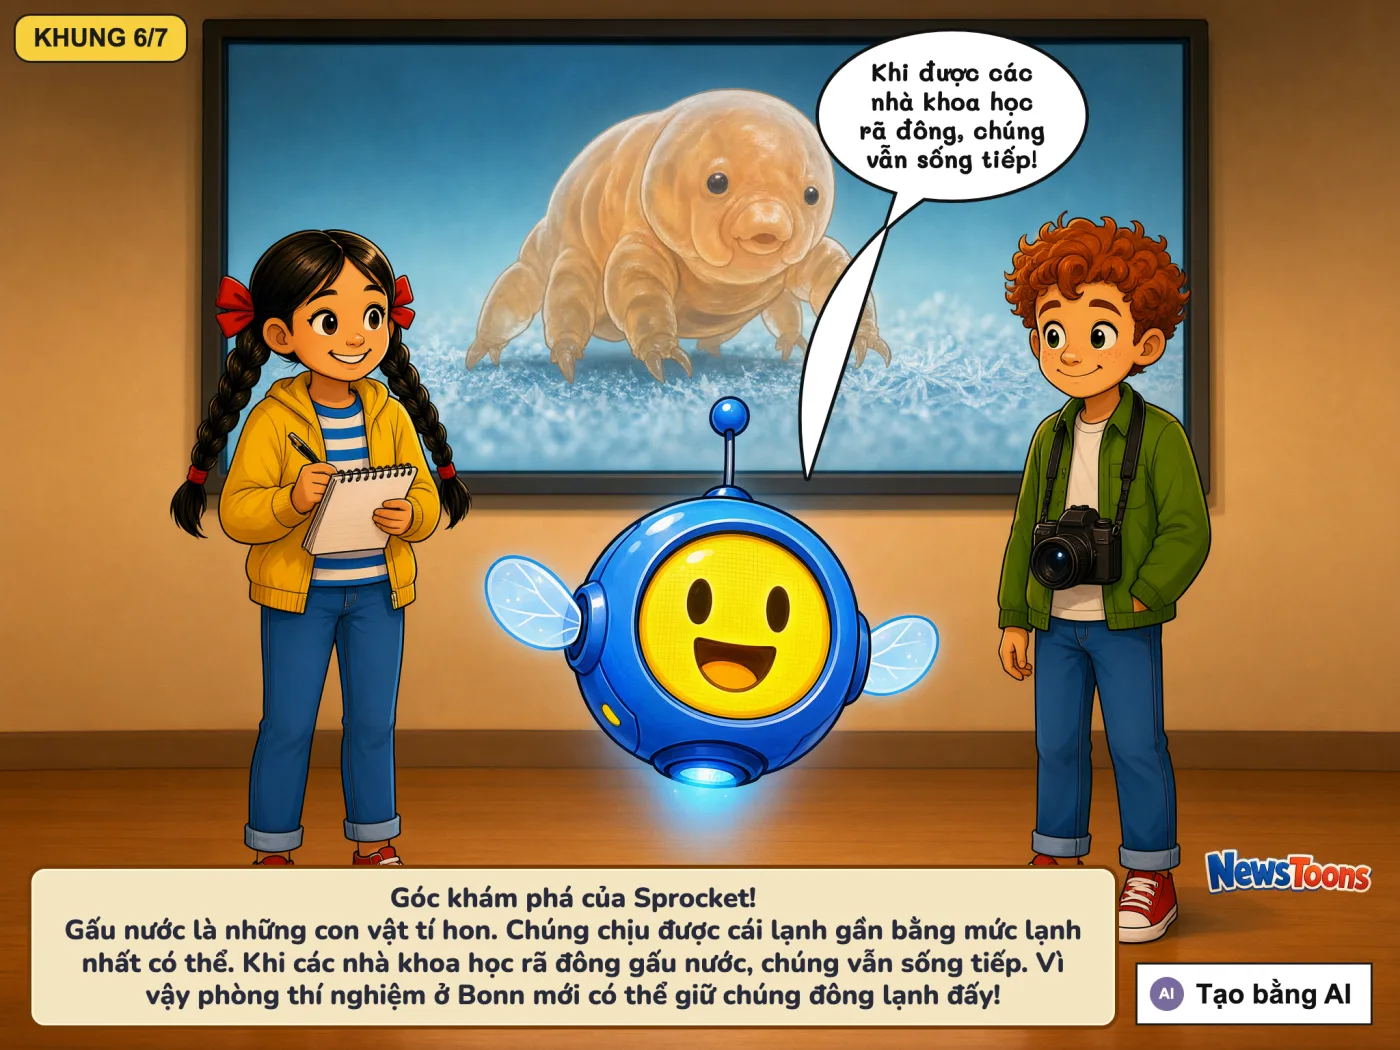 KHUNG 6/7
Khi được các
nhà khoa học
rã đông, chúng
vẫn sống tiếp!
Góc khám phá của Sprocket!
Gấu nước là những con vật tí hon. Chúng chịu được cái lạnh gần bằng mức lạnh
nhất có thể. Khi các nhà khoa học rã đông gấu nước, chúng vẫn sống tiếp. Vì
vậy phòng thí nghiệm ở Bonn mới có thể giữ chúng đông lạnh đấy!
NewsToons
AI Tạo bằng AI